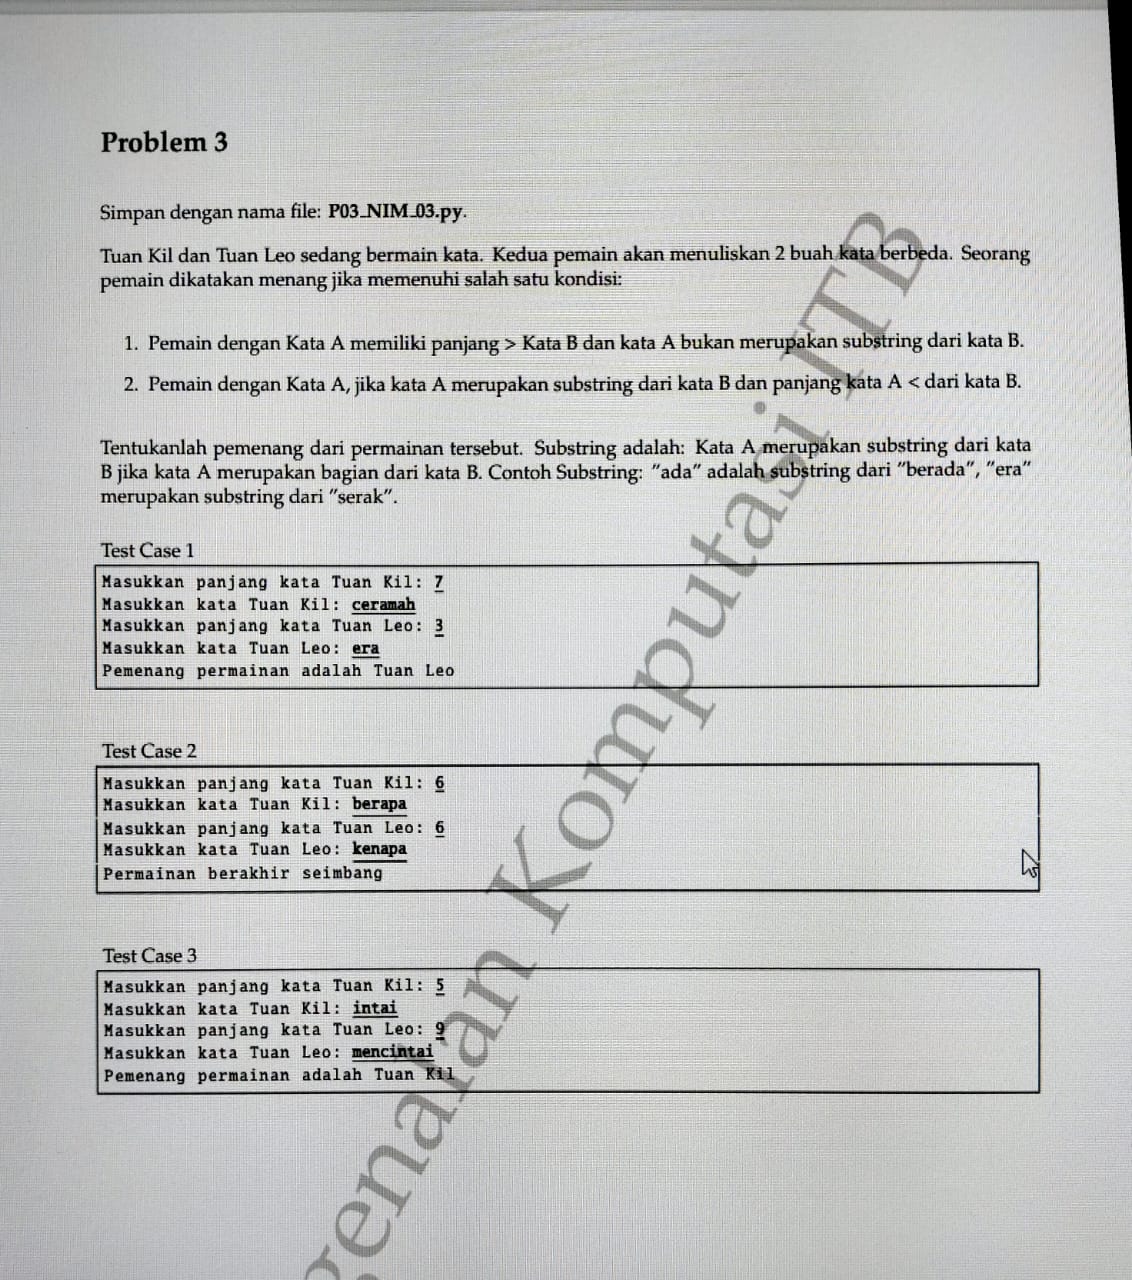 Problem 3
Simpan dengan nama file: P03_NIM_03.py.
Tuan Kil dan Tuan Leo sedang bermain kata. Kedua pemain akan menuliskan 2 buah kata berbeda. Seorang
pemain dikatakan menang jika memenuhi salah satu kondisi:
1. Pemain dengan Kata A memiliki panjang > Kata B dan kata A bukan merupakan substring dari kata B.
2. Pemain dengan Kata A, jika kata A merupakan substring dari kata B dan panjang kata A < dari kata B.
Tentukanlah pemenang dari permainan tersebut. Substring adalah: Kata A merupakan substring dari kata
B jika kata A merupakan bagian dari kata B. Contoh Substring: "ada" adalah substring dari "berada", "era"
merupakan substring dari "serak".
Test Case 1
Masukkan panjang kata Tuan Kil: 7
Masukkan kata Tuan Kil: ceramah
Masukkan panjang kata Tuan Leo: 3
Masukkan kata Tuan Leo: era
Pemenang permainan adalah Tuan Leo
Test Case 2
Masukkan panjang kata Tuan Kil: 6
Masukkan kata Tuan Kil: berapa
Masukkan panjang kata Tuan Leo: 6
Masukkan kata Tuan Leo: kenapa
Permainan berakhir seimbang
Test Case 3
Masukkan panjang kata Tuan Kil: 5
Masukkan kata Tuan Kil: intai
Masukkan panjang kata Tuan Leo: 9
Masukkan kata Tuan Leo: mencintai
Pemenang permainan adalah Tuan Kil
genalan Komputasi ITB